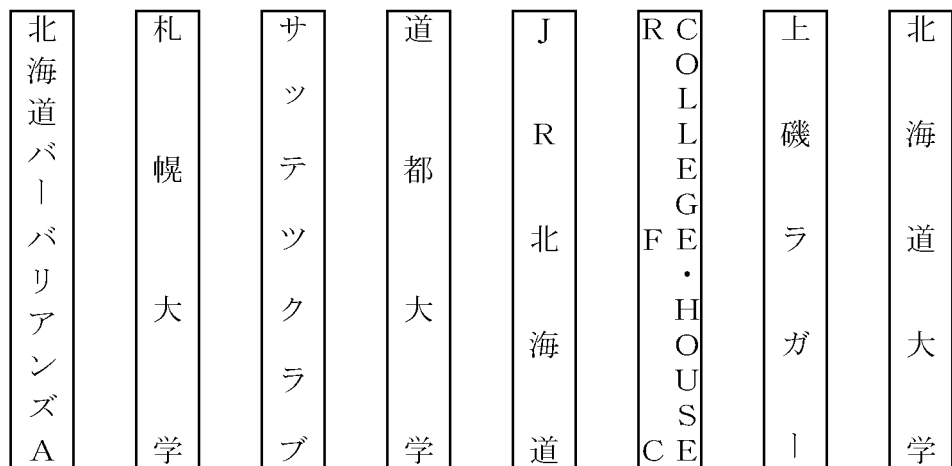 北海道バーバリアンズA
札幌大学
サッテツクラブ
道都大学
JR北海道
COLLEGE・HOUSE
RFC
上磯ラガー
北海道大学